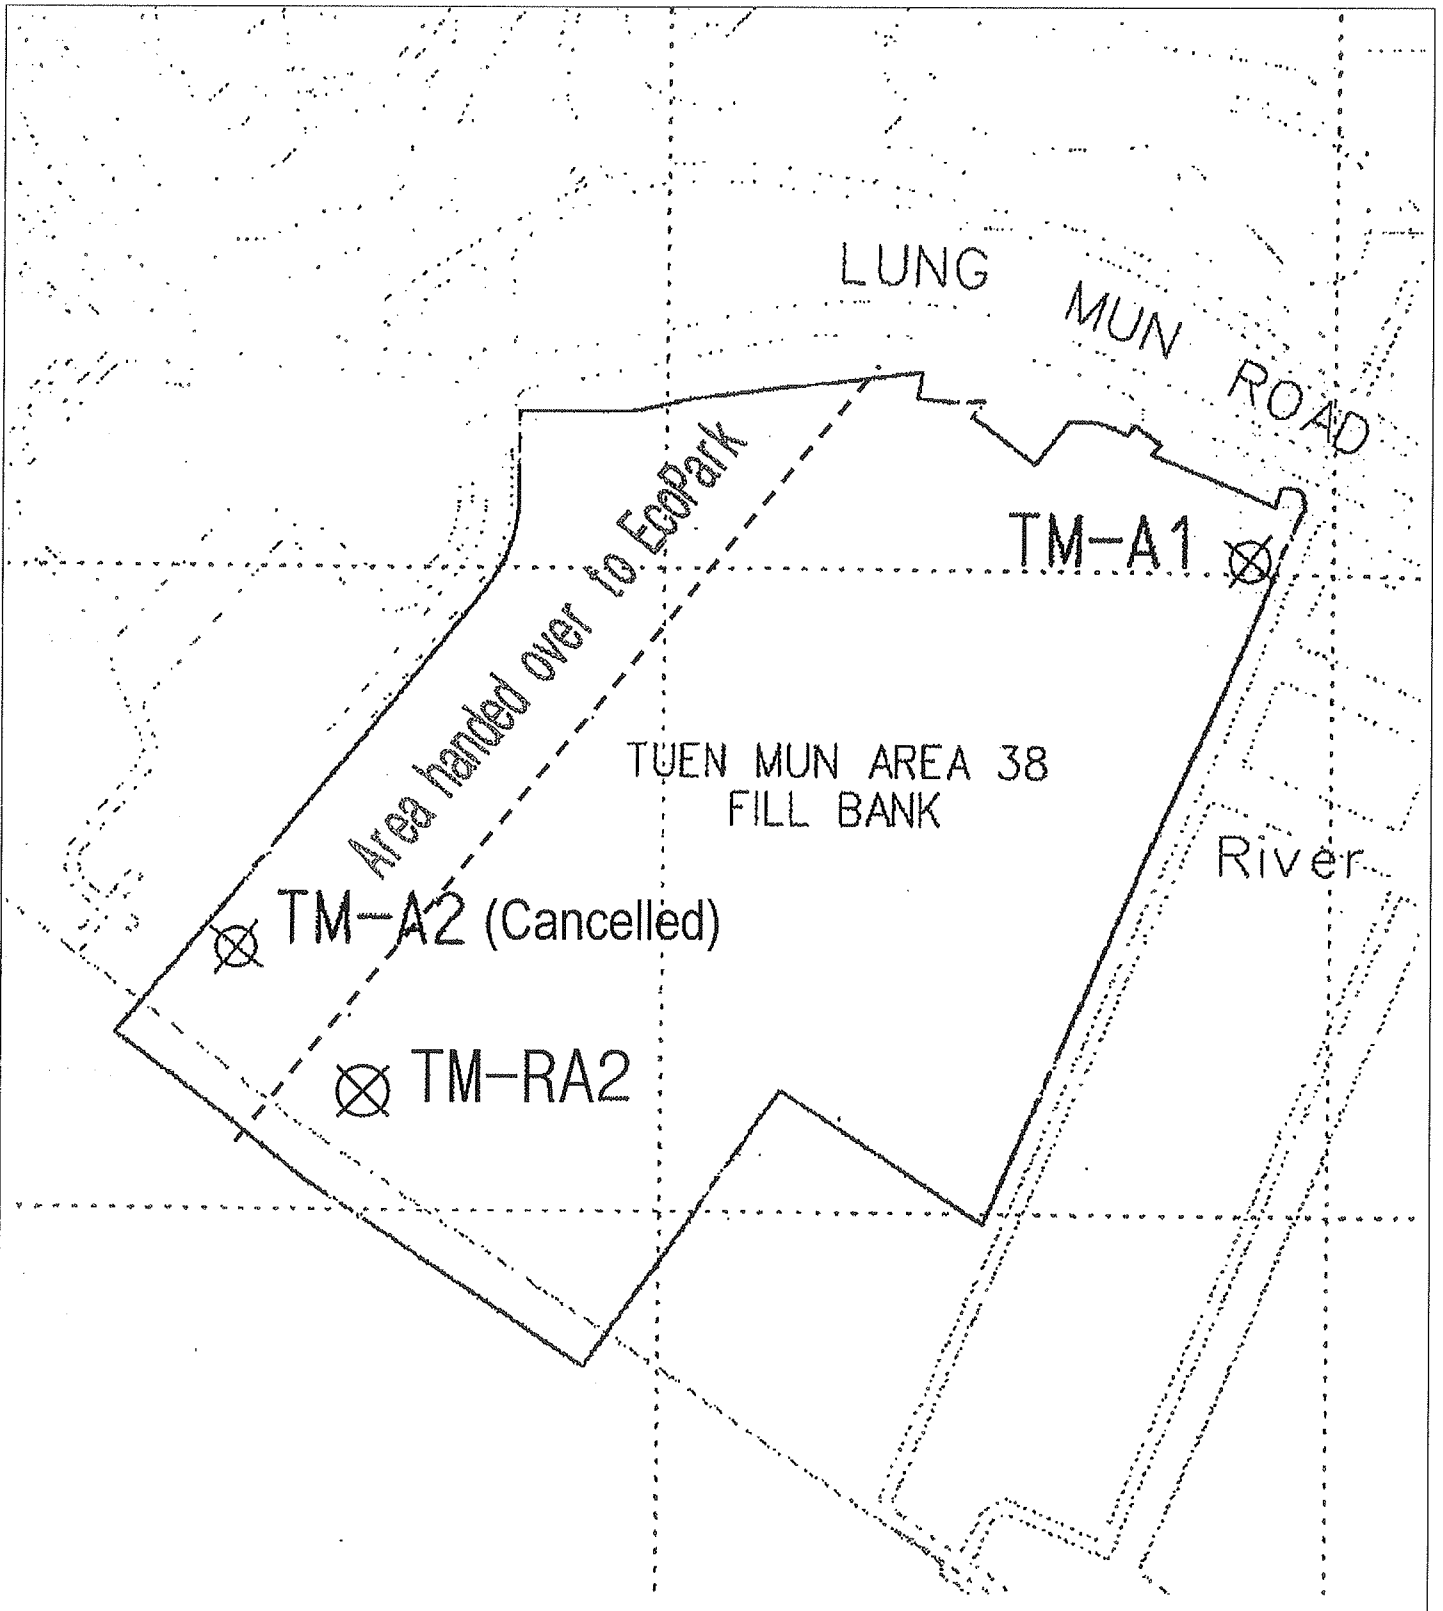 LUNG MUN ROAD
Area handed over to EcoPark
TM-A1
TUEN MUN AREA 38
FILL BANK
River
TM-A2 (Cancelled)
TM-RA2